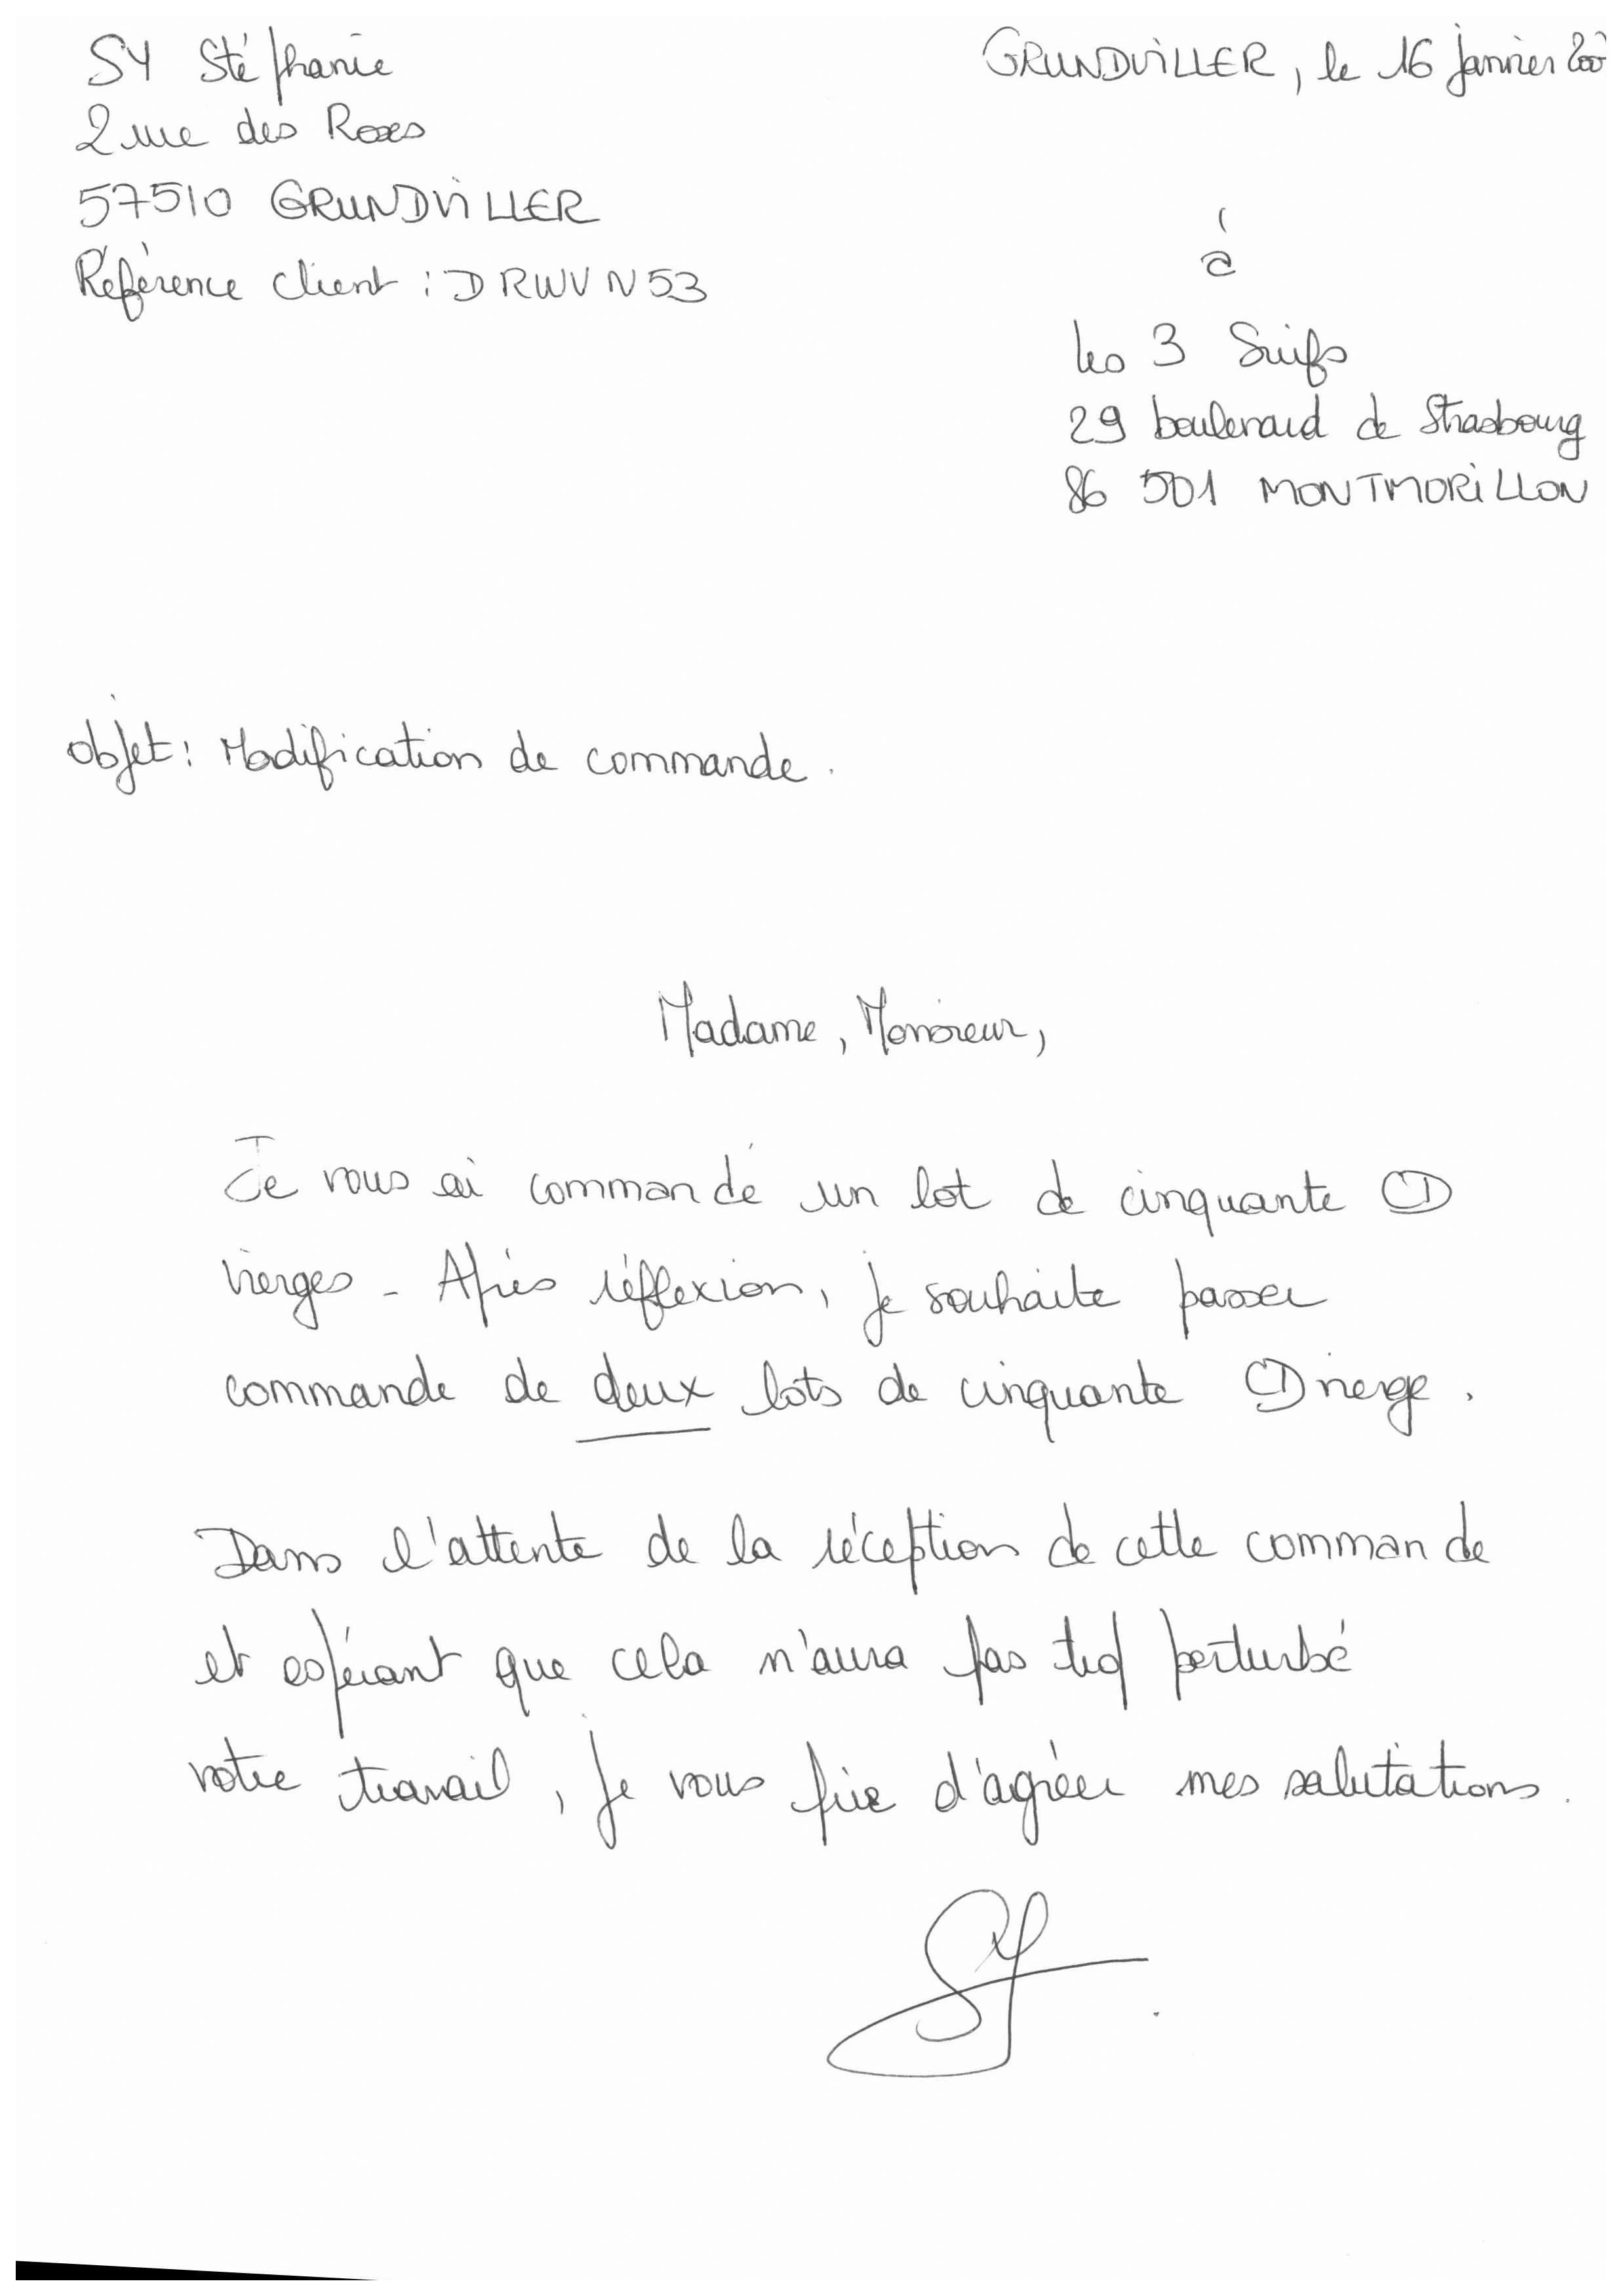 SY Stéphanie
2 rue des Roses
57510 GRUNDVILLER
Référence client : DRWVN53
GRUNDVILLER, le 16 janvier 200
à
les 3 Suifs
29 boulevard de Strasbourg
86 501 MONTMORILLON
objet : Modification de commande.
Madame, Monsieur,
Je vous ai commandé un lot de cinquante CD
vierges - Après réflexion, je souhaite passer
commande de deux lots de cinquante CD vierge.
Dans l'attente de la réception de cette commande
et espérant que cela n'aura pas trop perturbé
votre travail, je vous prie d'agréer mes salutations.
SY